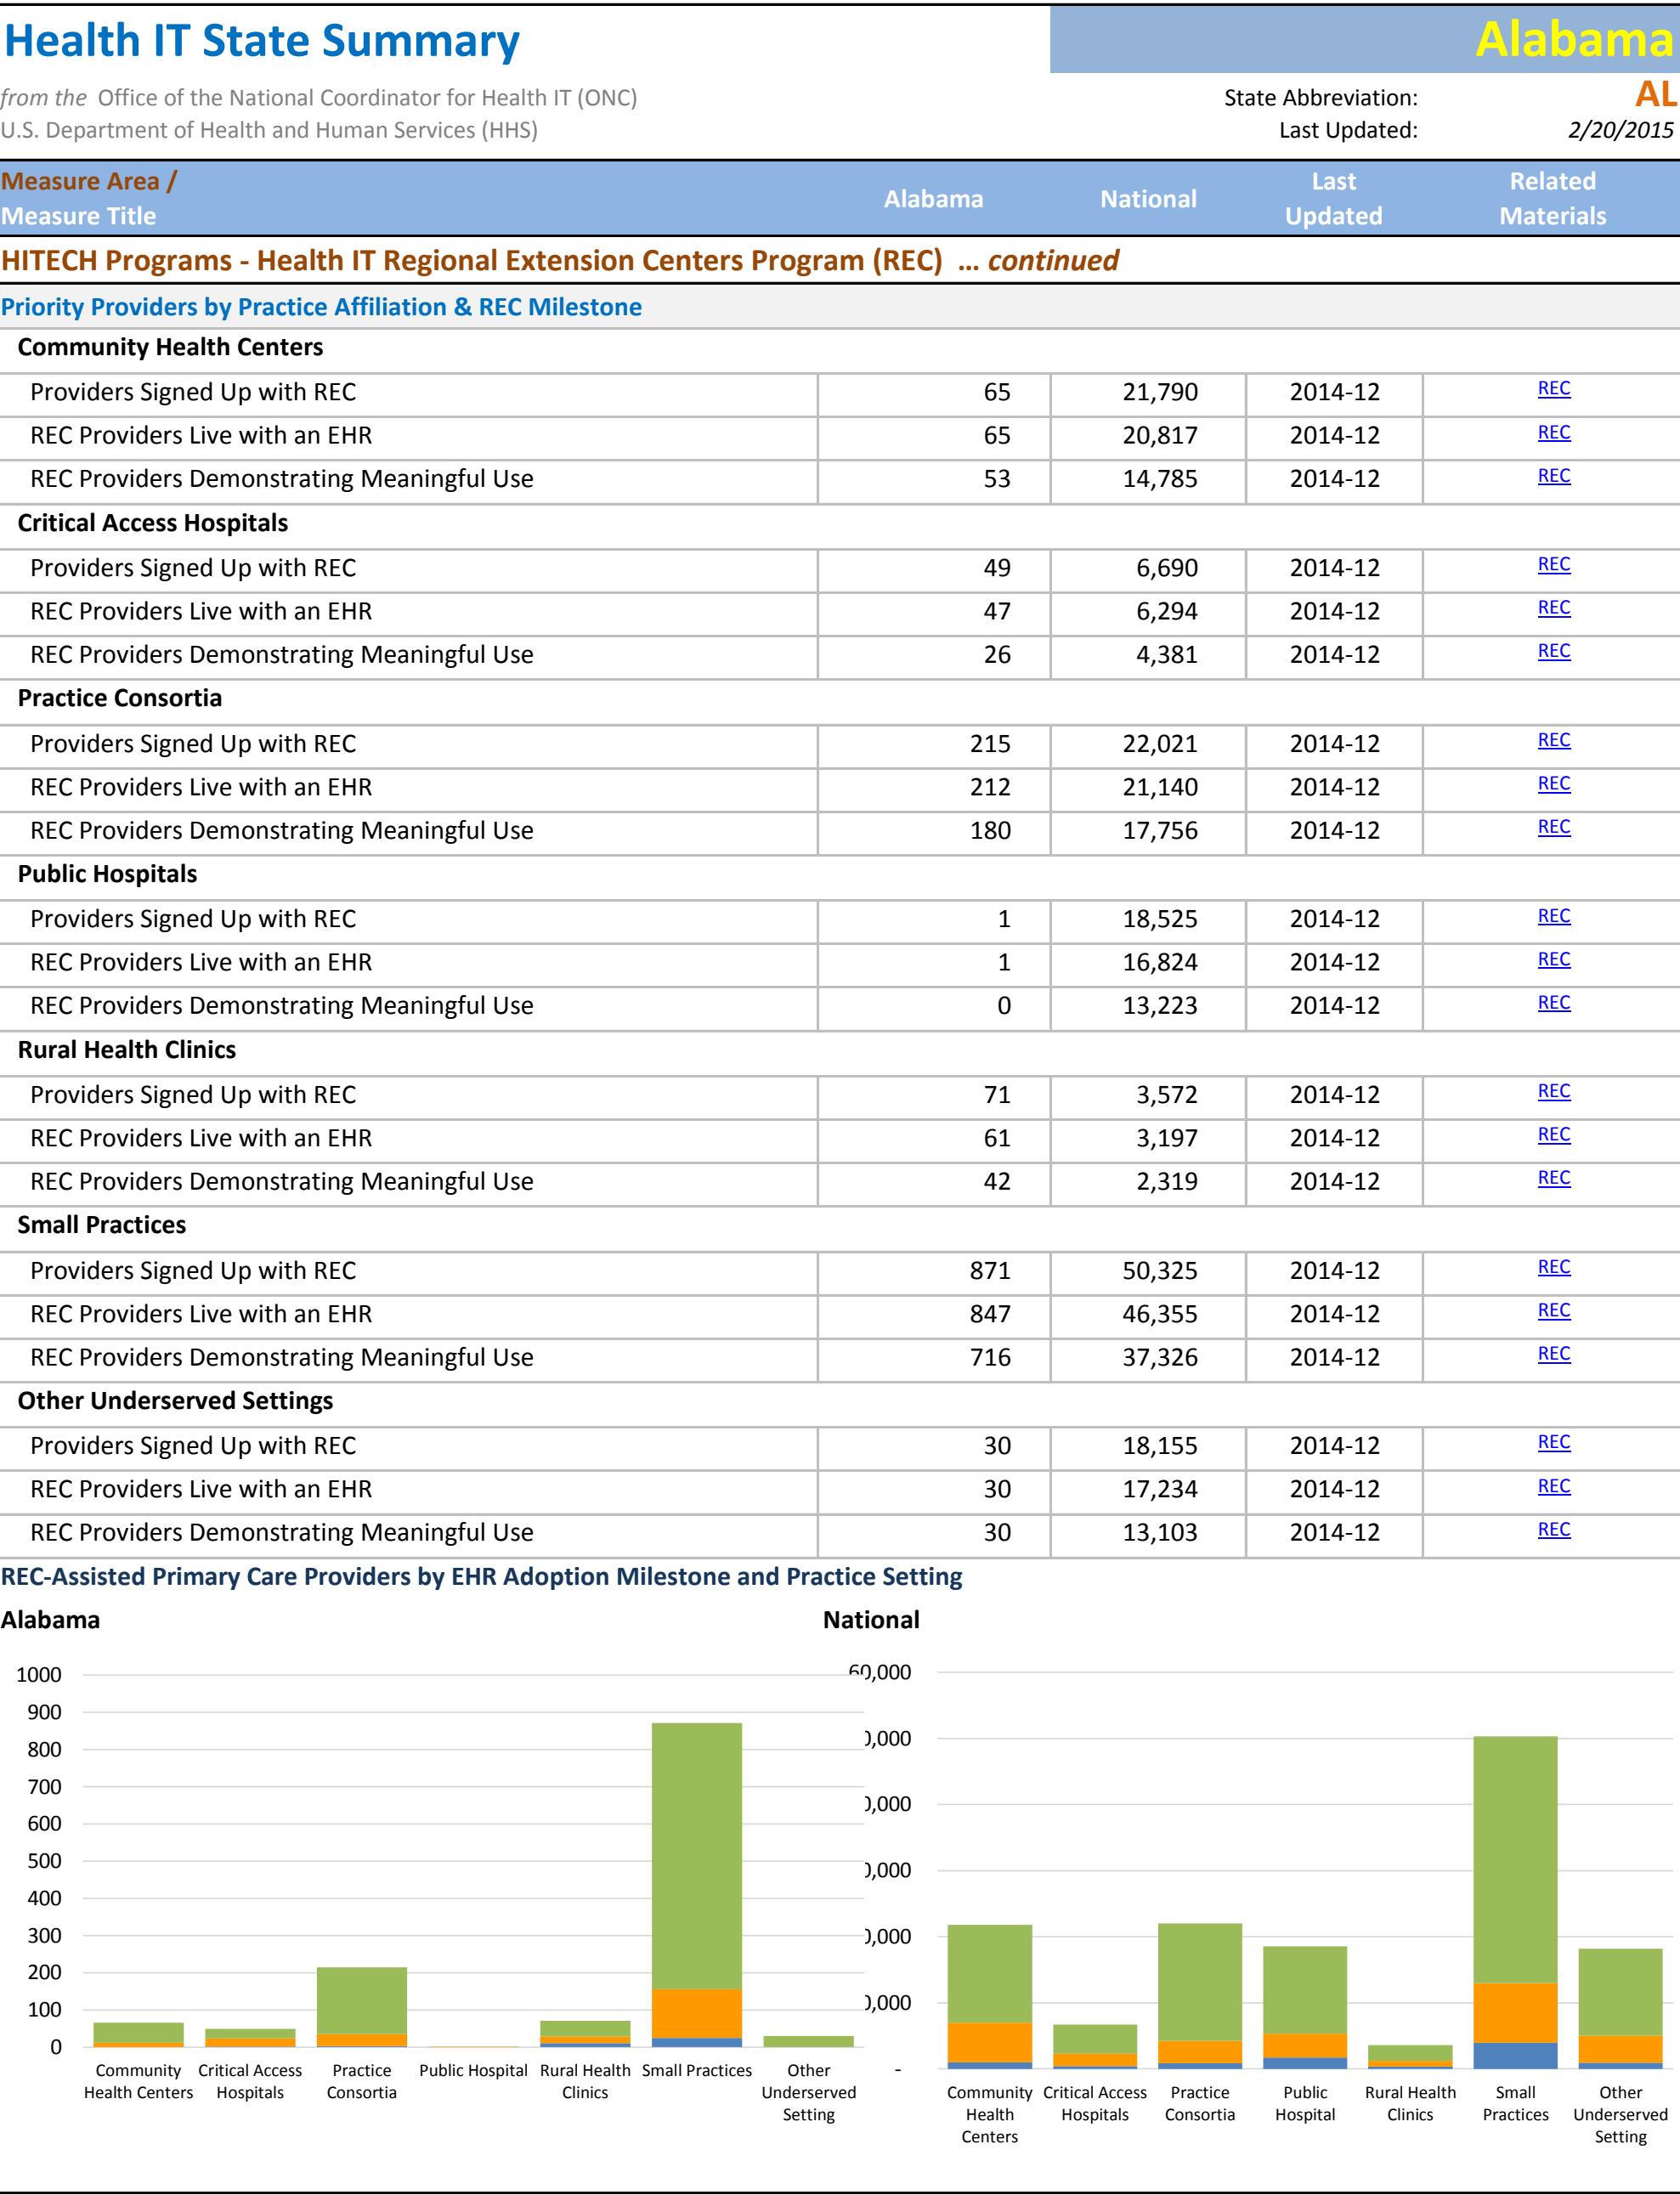 Health IT State Summary Alabama
from the Office of the National Coordinator for Health IT (ONC) State Abbreviation: AL
U.S. Department of Health and Human Services (HHS) Last Updated: 2/20/2015
Measure Area / Last Related
Alabama National
Measure Title Updated Materials
HITECH Programs - Health IT Regional Extension Centers Program (REC) ... continued
Priority Providers by Practice Affiliation & REC Milestone
Community Health Centers
Providers Signed Up with REC 65 21,790 2014-12 REC
REC Providers Live with an EHR 65 20,817 2014-12 REC
REC Providers Demonstrating Meaningful Use 53 14,785 2014-12 REC
Critical Access Hospitals
Providers Signed Up with REC 49 6,690 2014-12 REC
REC Providers Live with an EHR 47 6,294 2014-12 REC
REC Providers Demonstrating Meaningful Use 26 4,381 2014-12 REC
Practice Consortia
Providers Signed Up with REC 215 22,021 2014-12 REC
REC Providers Live with an EHR 212 21,140 2014-12 REC
REC Providers Demonstrating Meaningful Use 180 17,756 2014-12 REC
Public Hospitals
Providers Signed Up with REC 1 18,525 2014-12 REC
REC Providers Live with an EHR 1 16,824 2014-12 REC
REC Providers Demonstrating Meaningful Use 0 13,223 2014-12 REC
Rural Health Clinics
Providers Signed Up with REC 71 3,572 2014-12 REC
REC Providers Live with an EHR 61 3,197 2014-12 REC
REC Providers Demonstrating Meaningful Use 42 2,319 2014-12 REC
Small Practices
Providers Signed Up with REC 871 50,325 2014-12 REC
REC Providers Live with an EHR 847 46,355 2014-12 REC
REC Providers Demonstrating Meaningful Use 716 37,326 2014-12 REC
Other Underserved Settings
Providers Signed Up with REC 30 18,155 2014-12 REC
REC Providers Live with an EHR 30 17,234 2014-12 REC
REC Providers Demonstrating Meaningful Use 30 13,103 2014-12 REC
REC-Assisted Primary Care Providers by EHR Adoption Milestone and Practice Setting
Alabama
1000
900
800
700
600
500
400
300
200
100
0
Community Critical Access Practice Public Hospital Rural Health Small Practices Other
Health Centers Hospitals Consortia Clinics Underserved
Setting
National
60,000
0,000
0,000
0,000
0,000
0,000
-
Community Critical Access Practice Public Rural Health Small Other
Health Hospitals Consortia Hospital Clinics Practices Underserved
Centers Setting